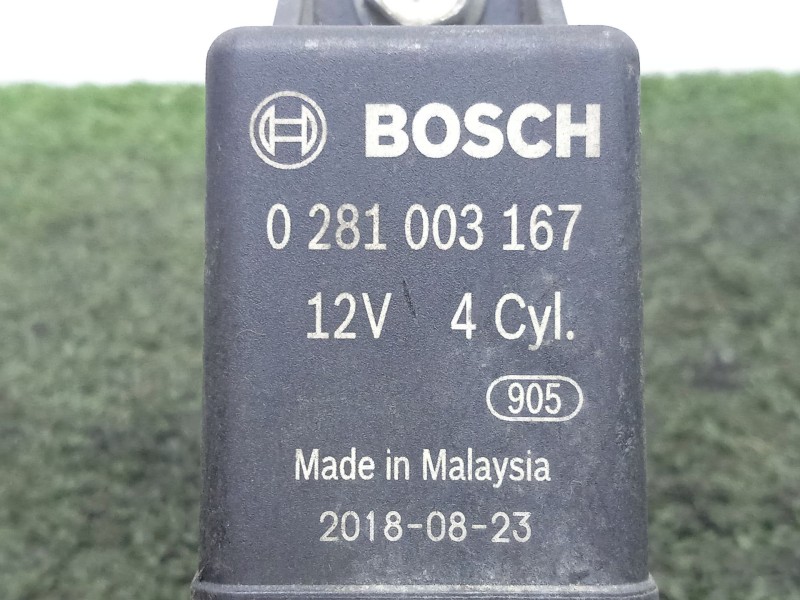 BOSCH
0 281 003 167
12V 4 Cyl.
905
Made in Malaysia
2018-08-23